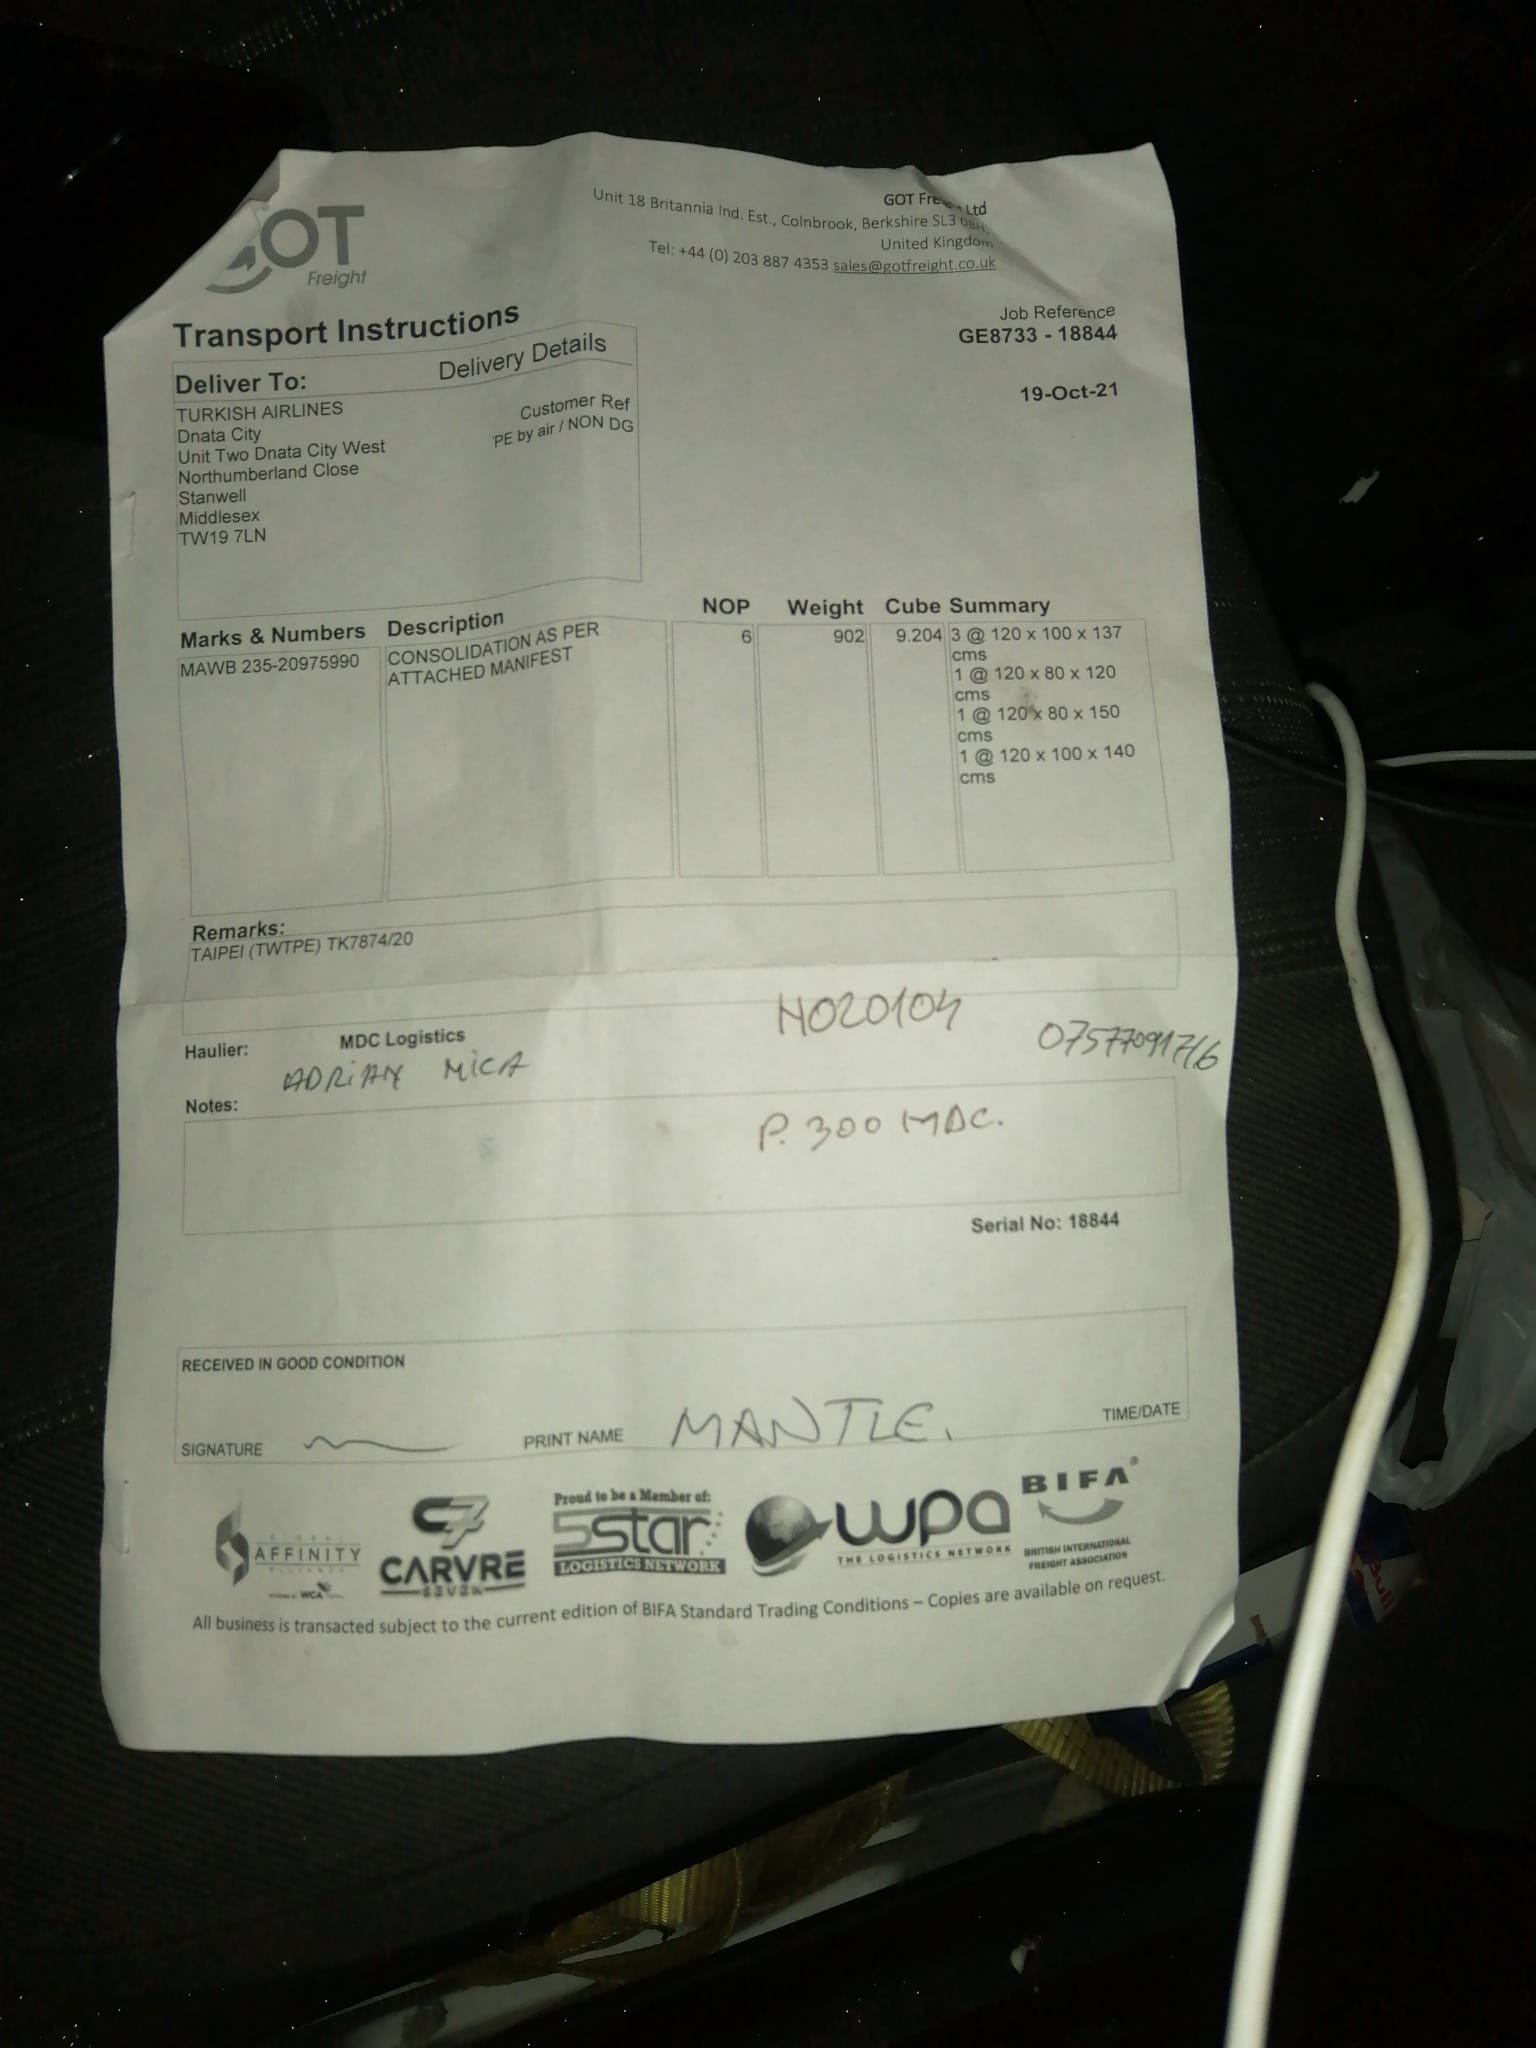 GOT
Freight
GOT Ltd
Unit 18 Britannia Ind. Est., Colnbrook, Berkshire SL3
United Kingdom
Tel: +44 (0) 203 887 4353 sales@gotfreight.co.uk
Transport Instructions
Job Reference
GE8733 - 18844
19-Oct-21
Deliver To:
Delivery Details
TURKISH AIRLINES
Dnata City
Unit Two Dnata City West
Northumberland Close
Stanwell
Middlesex
TW19 7LN
Customer Ref
PE by air / NON DG
Marks & Numbers Description NOP Weight Cube Summary
MAWB 235-20975990
CONSOLIDATION AS PER
ATTACHED MANIFEST
6
902
9.204
3 @ 120 x 100 x 137
cms
1 @ 120 x 80 x 120
cms
1 @ 120 x 80 x 150
cms
1 @ 120 x 100 x 140
cms
Remarks:
TAIPEI (TWTPE) TK7874/20
Haulier: MDC Logistics
ADRIAN MICA
Notes:
P. 300 MDC.
Serial No: 18844
RECEIVED IN GOOD CONDITION
SIGNATURE
PRINT NAME MANTLE.
TIME/DATE
AFFINITY
WCA
C7
CARVRE
SEVEN
Proud to be a Member of:
5star
LOGISTICS NETWORK
wpa
THE LOGISTICS NETWORK
BIFA
BRITISH INTERNATIONAL
FREIGHT ASSOCIATION
All business is transacted subject to the current edition of BIFA Standard Trading Conditions – Copies are available on request.
Bull